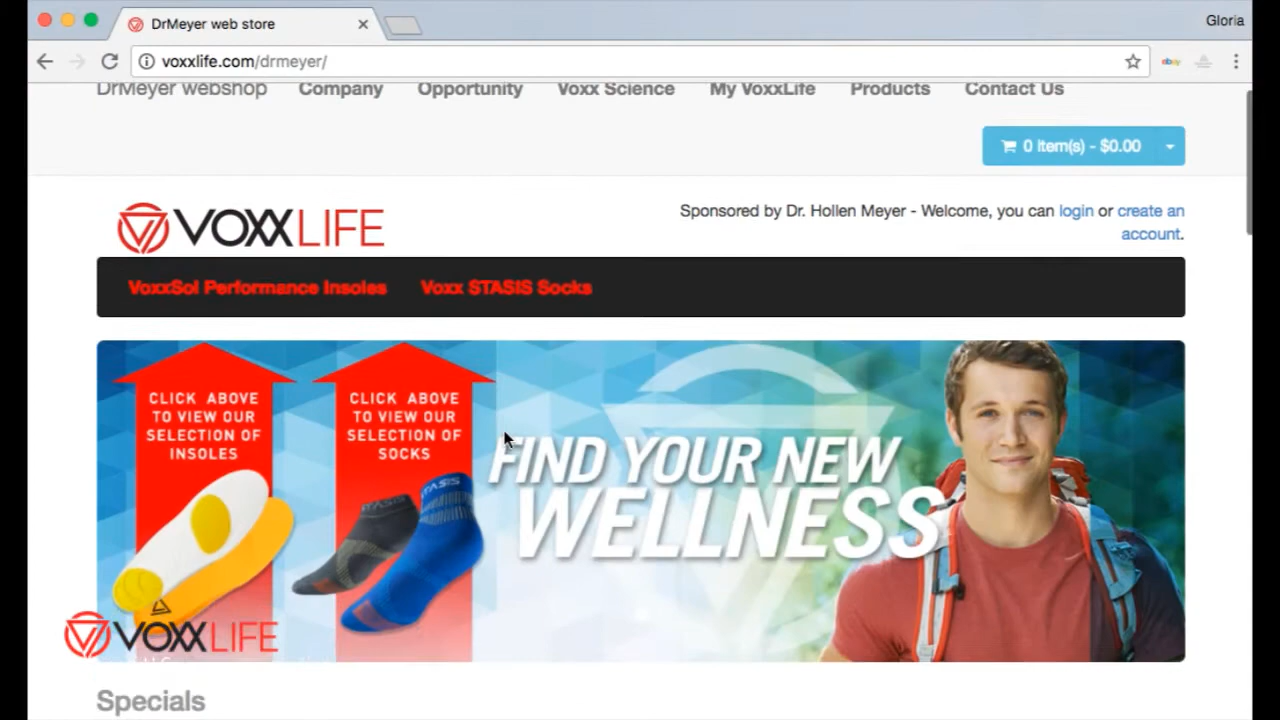 DrMeyer web store
Gloria
voxxlife.com/drmeyer/
ebay
DrMeyer webshop Company Opportunity Voxx Science My VoxxLife Products Contact Us
0 item(s) - $0.00
VOXXLIFE
Sponsored by Dr. Hollen Meyer - Welcome, you can login or create an
account.
VoxxSol Performance Insoles Voxx STASIS Socks
CLICK ABOVE
TO VIEW OUR
SELECTION OF
INSOLES
CLICK ABOVE
TO VIEW OUR
SELECTION OF
SOCKS
STASIS
STASIS
FIND YOUR NEW
WELLNESS
VOXXLIFE
Specials